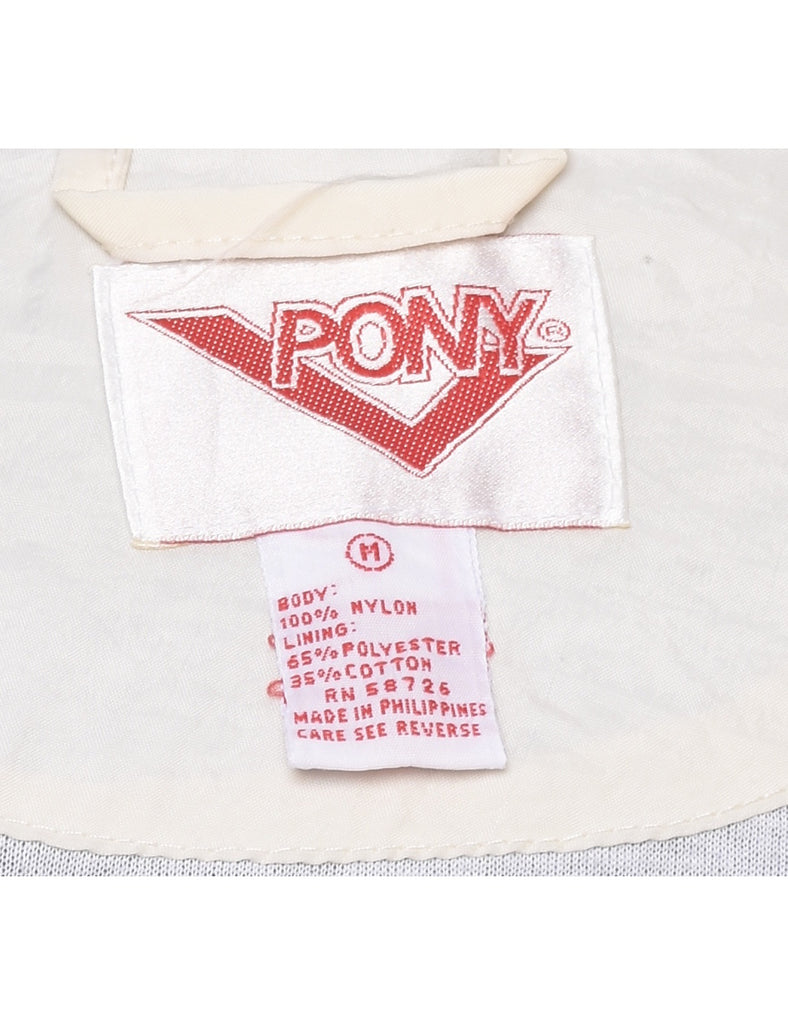 PONY ®
M
BODY:
100% NYLON
LINING:
65% POLYESTER
35% COTTON
RN 58726
MADE IN PHILIPPINES
CARE SEE REVERSE